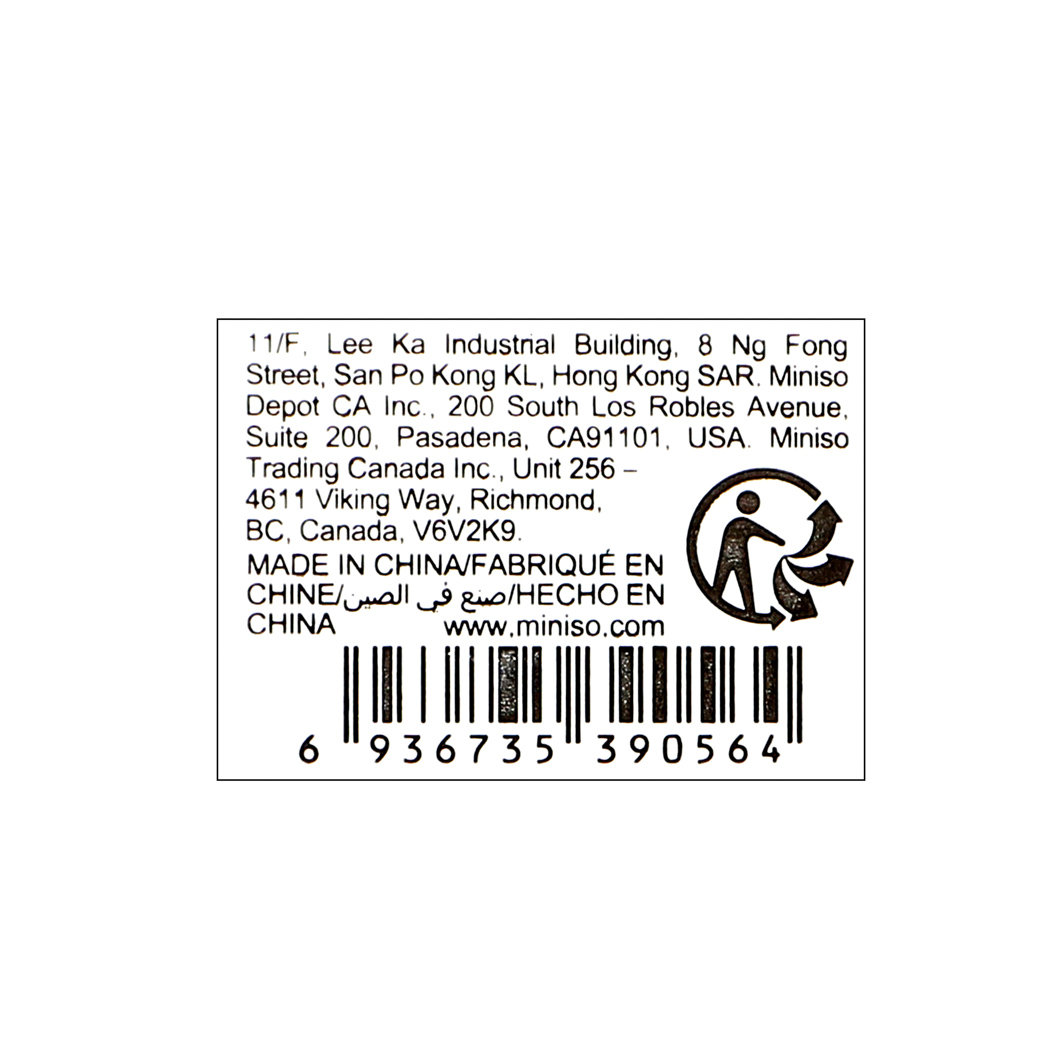 11/F, Lee Ka Industrial Building, 8 Ng Fong
Street, San Po Kong KL, Hong Kong SAR. Miniso
Depot CA Inc., 200 South Los Robles Avenue,
Suite 200, Pasadena, CA91101, USA. Miniso
Trading Canada Inc., Unit 256 –
4611 Viking Way, Richmond,
BC, Canada, V6V2K9.
MADE IN CHINA/FABRIQUÉ EN
CHINE/صنع في الصين/HECHO EN
CHINA www.miniso.com
6 936735 390564